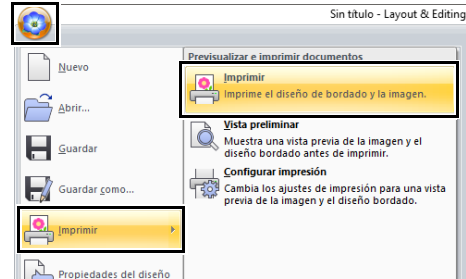 Sin título - Layout & Editing
Nuevo
Abrir...
Guardar
Guardar como...
Imprimir
Propiedades del diseño
Previsualizar e imprimir documentos
Imprimir
Imprime el diseño de bordado y la imagen.
Vista preliminar
Muestra una vista previa de la imagen y el
diseño bordado antes de imprimir.
Configurar impresión
Cambia los ajustes de impresión para una vista
previa de la imagen y el diseño bordado.